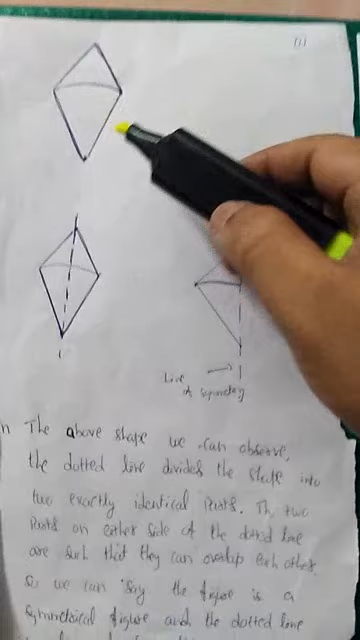 (1)
Line
of symmetry
n The above shape we can observe,
the dotted line divides the shape into
two exactly identical parts. The two
parts on either side of the dotted line
are such that they can overlap each other.
So we can say the figure is a
symmetrical figure and the dotted line